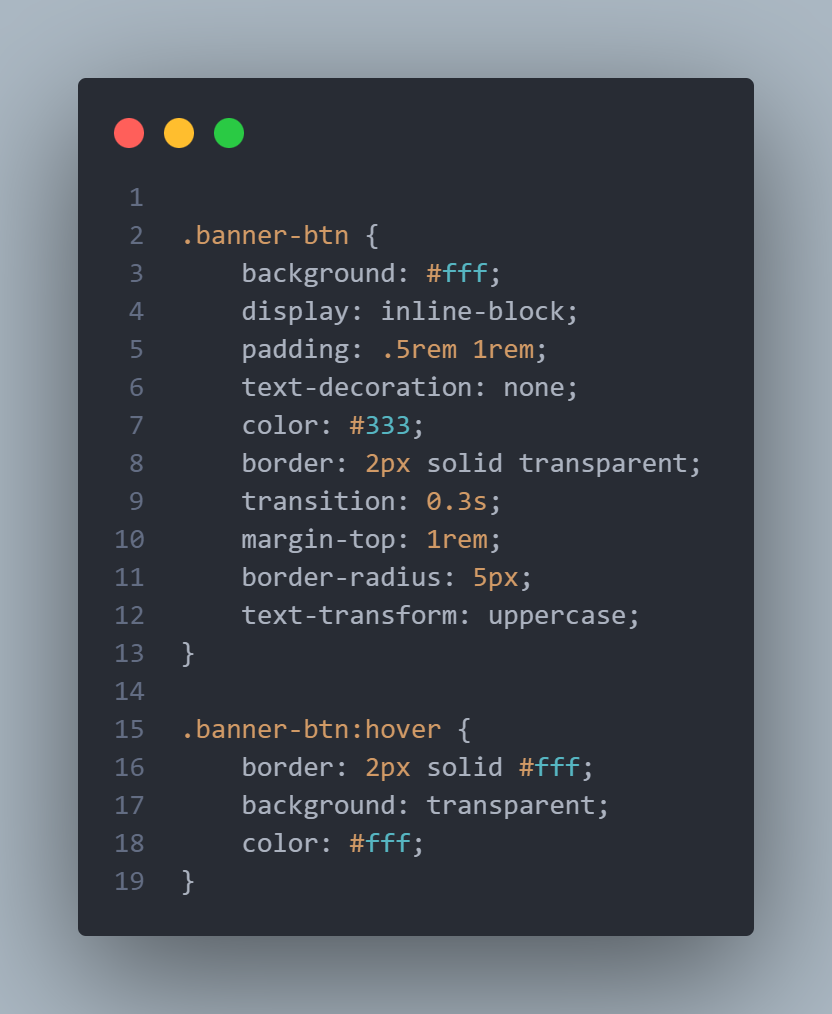 1
2 .banner-btn {
3     background: #fff;
4     display: inline-block;
5     padding: .5rem 1rem;
6     text-decoration: none;
7     color: #333;
8     border: 2px solid transparent;
9     transition: 0.3s;
10     margin-top: 1rem;
11     border-radius: 5px;
12     text-transform: uppercase;
13 }
14
15 .banner-btn:hover {
16     border: 2px solid #fff;
17     background: transparent;
18     color: #fff;
19 }